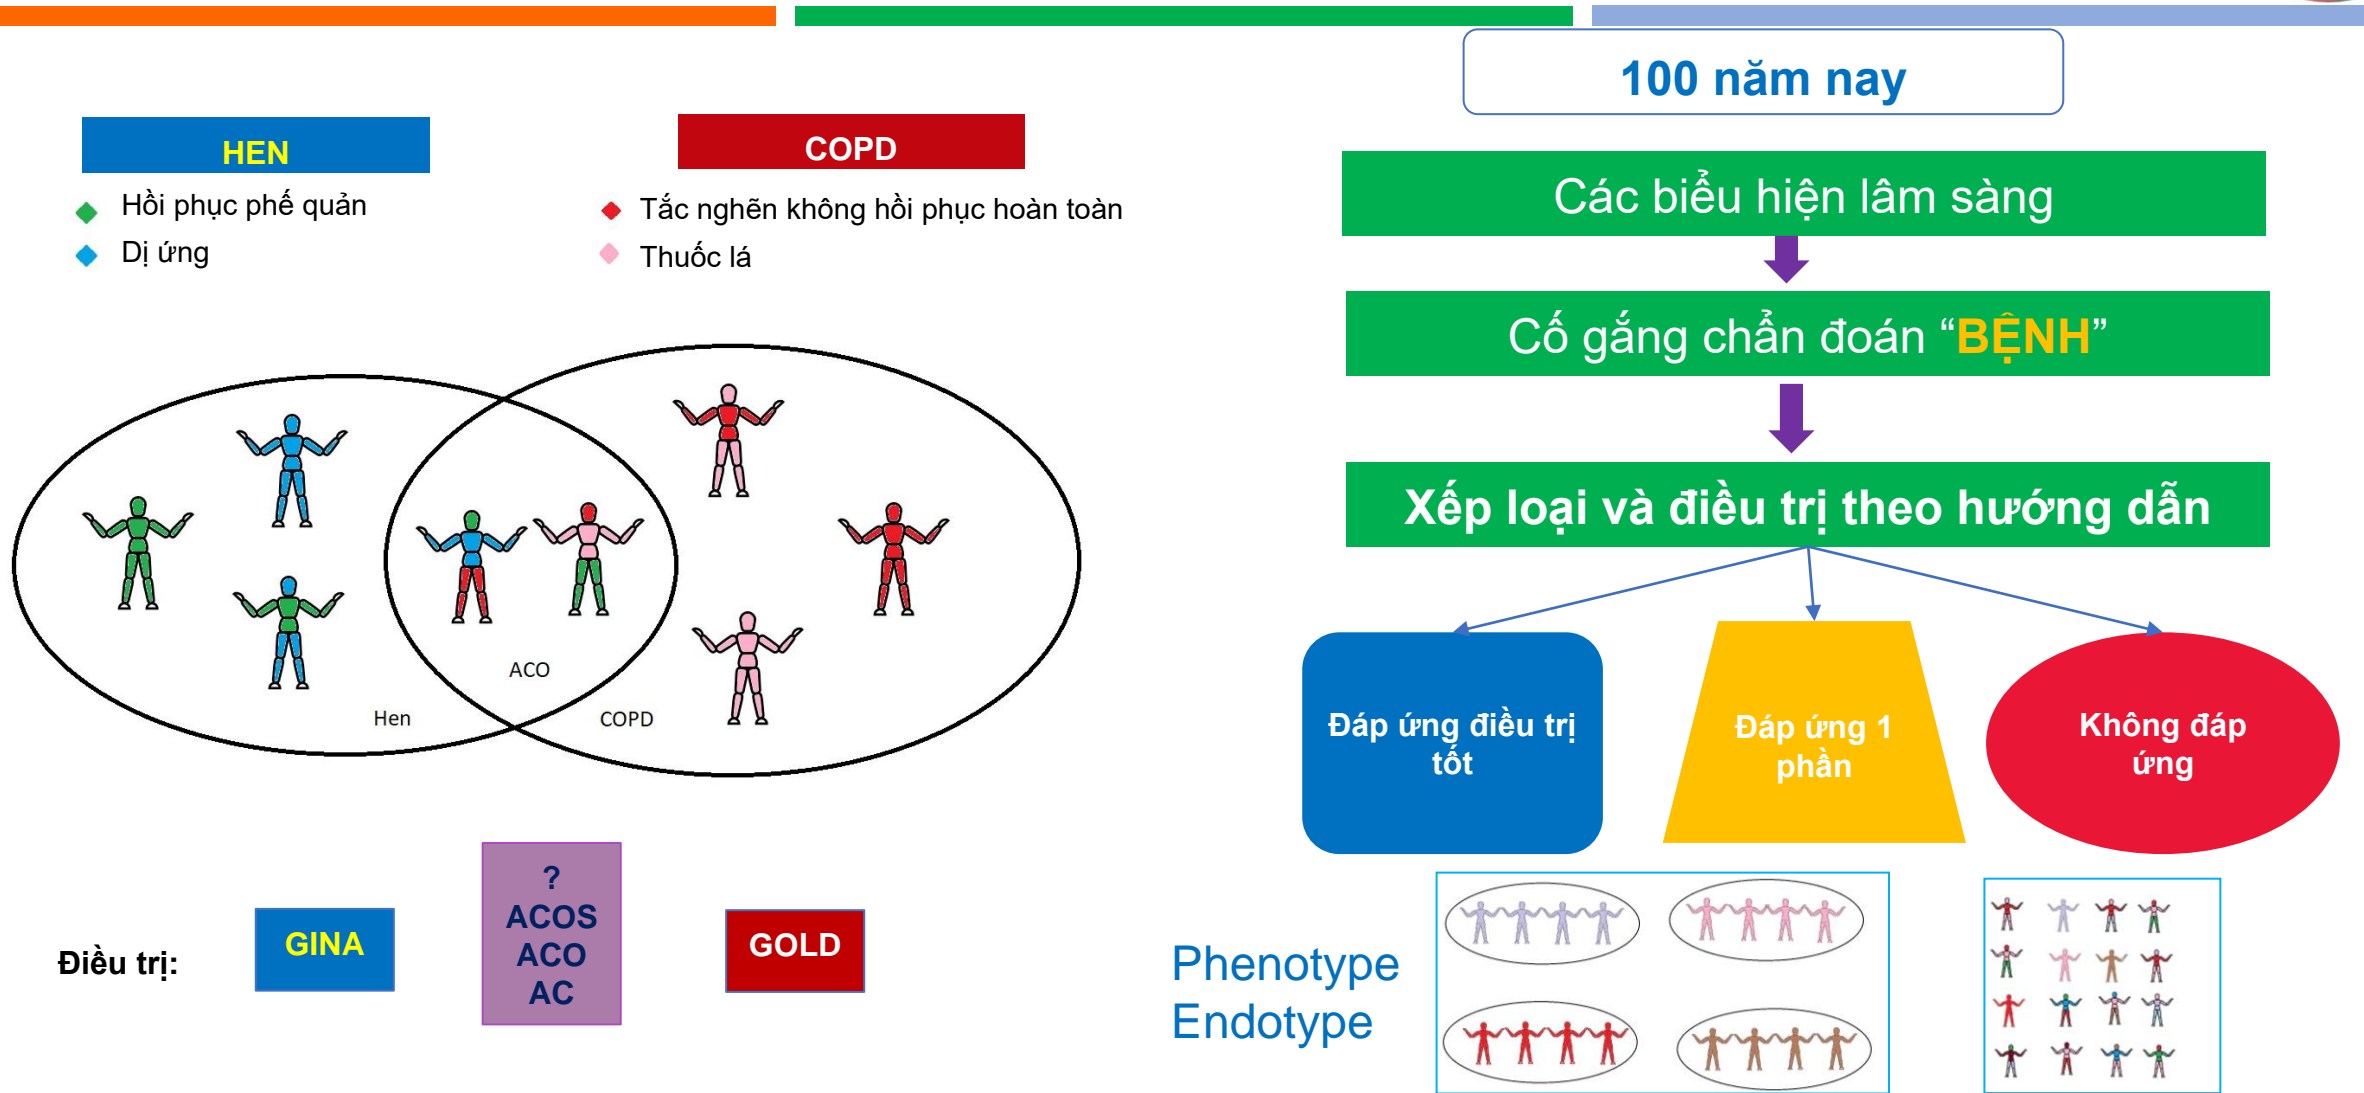 HEN
Hồi phục phế quản
Dị ứng
COPD
Tắc nghẽn không hồi phục hoàn toàn
Thuốc lá
ACO
Hen
COPD
Điều trị:
GINA
?
ACOS
ACO
AC
GOLD
100 năm nay
Các biểu hiện lâm sàng
Cố gắng chẩn đoán “BỆNH”
Xếp loại và điều trị theo hướng dẫn
Đáp ứng điều trị
tốt
Đáp ứng 1
phần
Không đáp
ứng
Phenotype
Endotype